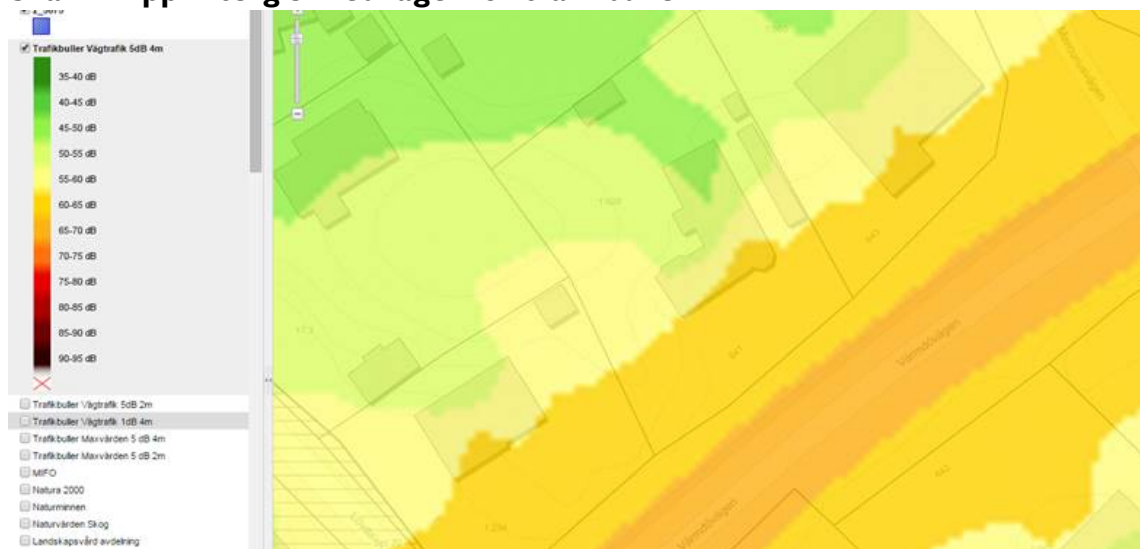 Trafikbuller Vägtrafik 5dB 4m
35-40 dB
40-45 dB
45-50 dB
50-55 dB
55-60 dB
60-65 dB
65-70 dB
70-75 dB
75-80 dB
80-85 dB
85-90 dB
90-95 dB
Trafikbuller Vägtrafik 5dB 2m
Trafikbuller Vägtrafik 1dB 4m
Trafikbuller Maxvärden 5 dB 4m
Trafikbuller Maxvärden 5 dB 2m
MIFO
Natura 2000
Naturminnen
Naturvärden Skog
Landskapsvård avdelning
643
641
Värmdövägen
642
Värmdövägen